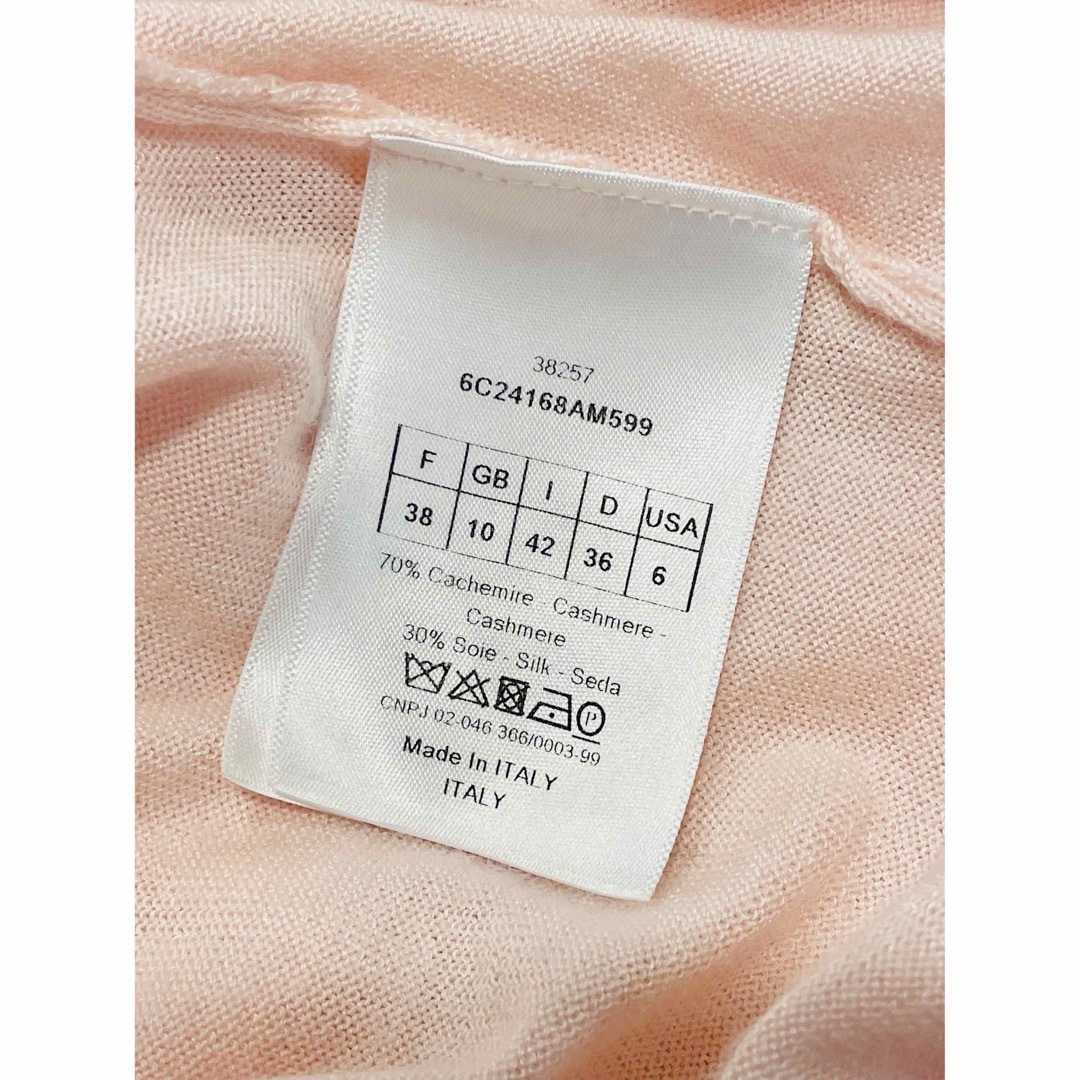 38257
6C24168AM599
F GB I D USA
38 10 42 36 6
70% Cachemire - Cashmere -
Cashmere
30% Soie - Silk - Seda
P
CNPJ 02-046 366/0003-99
Made In ITALY
ITALY